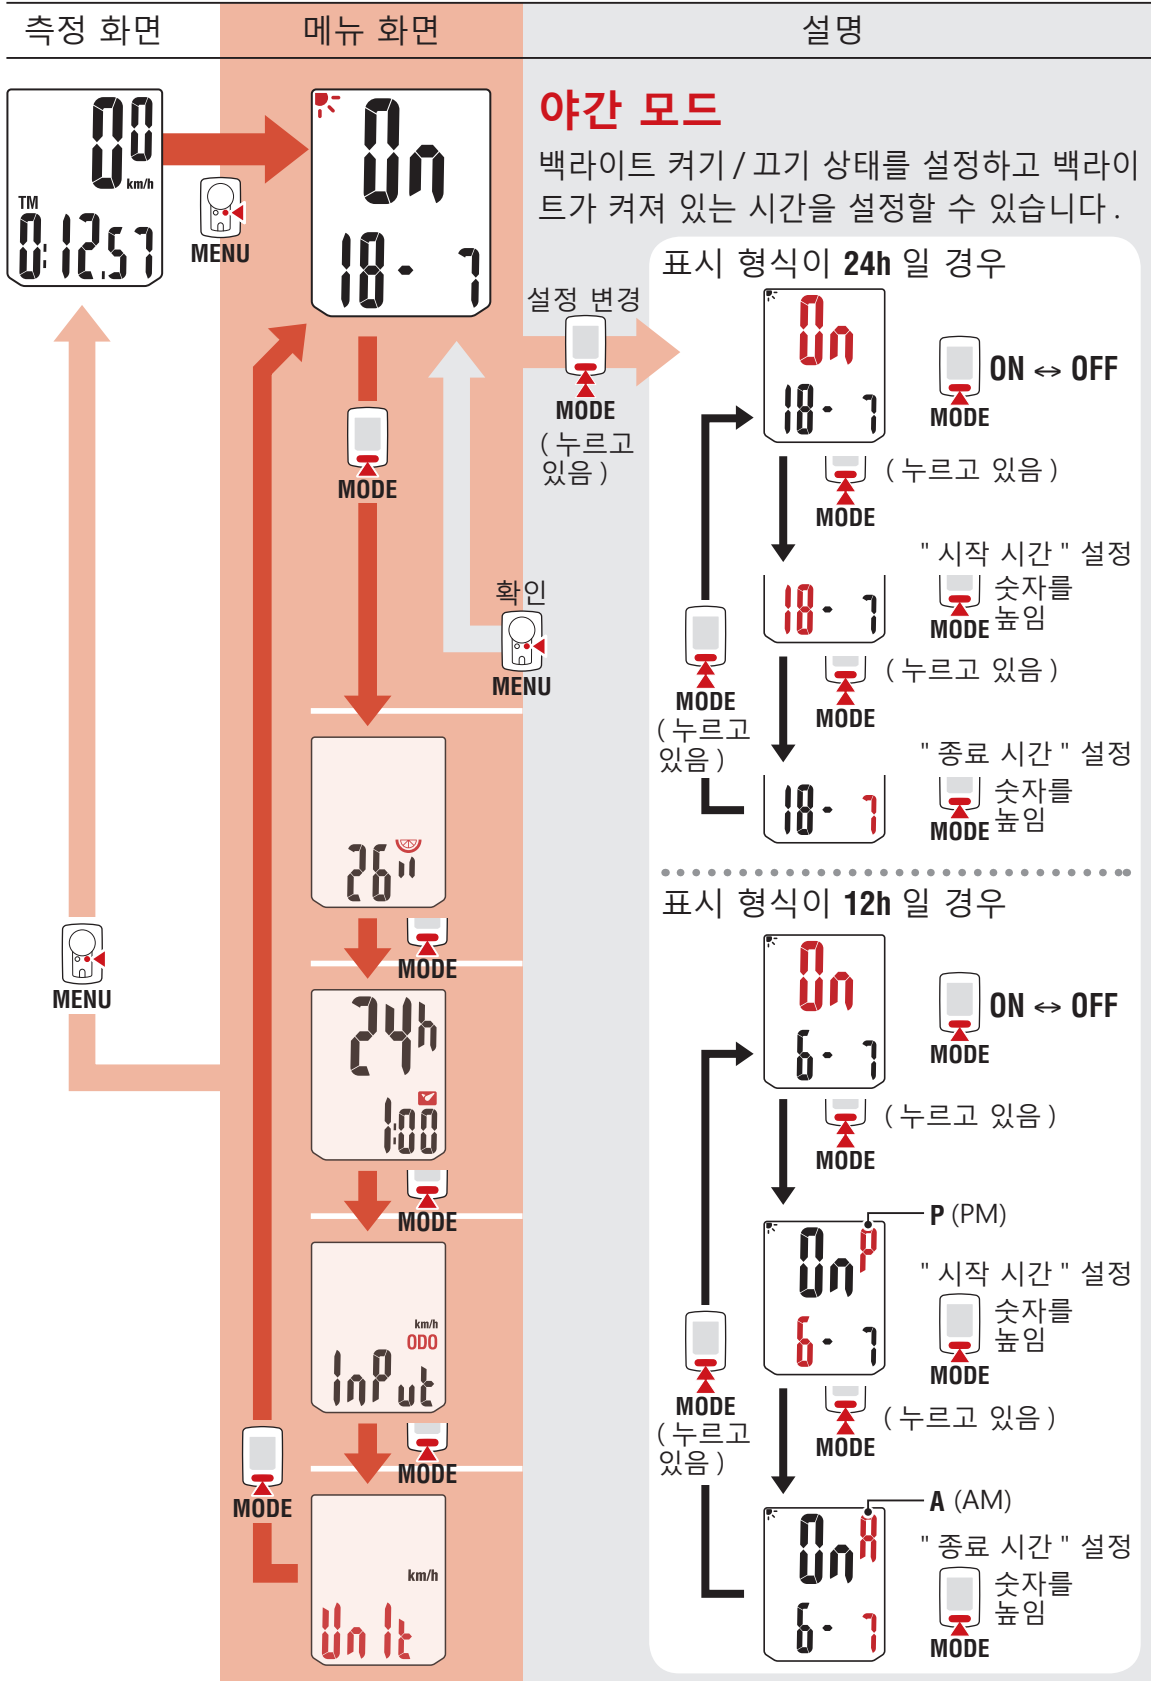 측정 화면
메뉴 화면
설명
00
km/h
TM
0:12.57
MENU
On
18- 7
MODE
야간 모드
백라이트 켜기 / 끄기 상태를 설정하고 백라이
트가 켜져 있는 시간을 설정할 수 있습니다 .
설정 변경
MODE
( 누르고
있음 )
확인
MENU
표시 형식이 24h 일 경우
On
18- 7
ON ↔ OFF
MODE
( 누르고 있음 )
MODE
" 시작 시간 " 설정
18- 7
숫자를
높임
MODE
( 누르고 있음 )
MODE
MODE
( 누르고
있음 )
" 종료 시간 " 설정
18- 7
숫자를
높임
MODE
26"
MODE
24h
1:00
MODE
km/h
ODO
InPut
MODE
km/h
Unit
MODE
MENU
표시 형식이 12h 일 경우
On
6- 7
ON ↔ OFF
MODE
( 누르고 있음 )
MODE
P (PM)
On P
6- 7
" 시작 시간 " 설정
숫자를
높임
MODE
( 누르고 있음 )
MODE
MODE
( 누르고
있음 )
A (AM)
On A
6- 7
" 종료 시간 " 설정
숫자를
높임
MODE